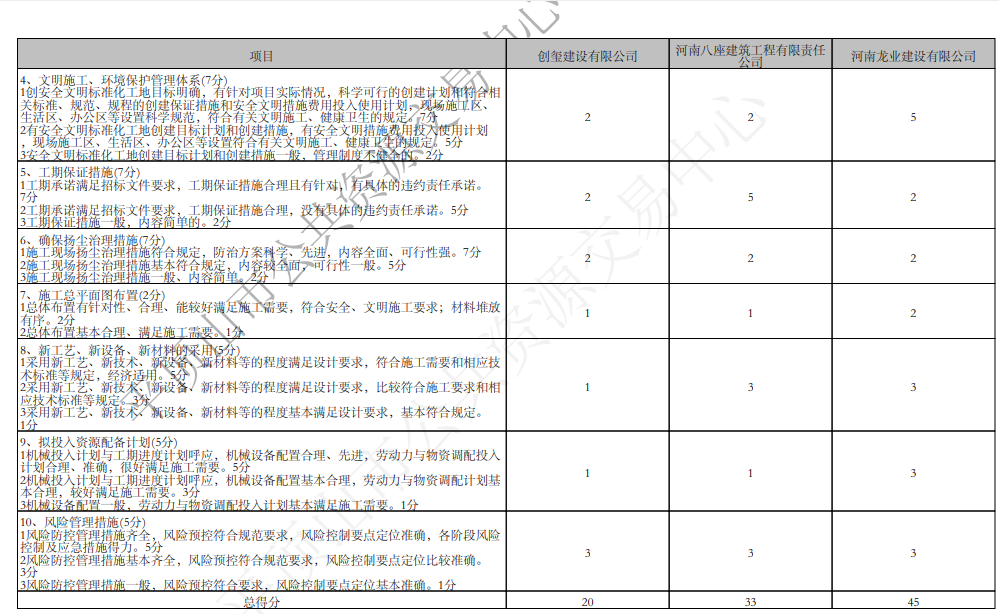 项目 创玺建设有限公司 河南八座建筑工程有限责任公司 河南龙业建设有限公司
4、文明施工、环境保护管理体系(7分)
1创安全文明标准化工地目标明确，有针对项目实际情况，科学可行的创建计划和符合相
关标准、规范、规程的创建保证措施和安全文明措施费用投入使用计划，现场施工区、
生活区、办公区等设置科学规范，符合有关文明施工、健康卫生的规定。7分
2有安全文明标准化工地创建目标计划和创建措施，有安全文明措施费用投入使用计划
，现场施工区、生活区、办公区等设置符合有关文明施工、健康卫生的规定。5分
3安全文明标准化工地创建目标计划和创建措施一般，管理制度不健全的。2分
2 2 5
5、工期保证措施(7分)
1工期承诺满足招标文件要求，工期保证措施合理且有针对，有具体的违约责任承诺。
7分
2工期承诺满足招标文件要求，工期保证措施合理，没有具体的违约责任承诺。5分
3工期保证措施一般，内容简单的。2分
2 5 2
6、确保扬尘治理措施(7分)
1施工现场扬尘治理措施符合规定，防治方案科学、先进，内容全面、可行性强。7分
2施工现场扬尘治理措施基本符合规定，内容较全面，可行性一般。5分
3施工现场扬尘治理措施一般、内容简单。2分
2 2 2
7、施工总平面图布置(2分)
1总体布置有针对性、合理、能较好满足施工需要，符合安全、文明施工要求；材料堆放
有序。2分
2总体布置基本合理、满足施工需要。1分
1 1 2
8、新工艺、新设备、新材料的采用(5分)
1采用新工艺、新技术、新设备、新材料等的程度满足设计要求，符合施工需要和相应技
术标准等规定，经济适用。5分
2采用新工艺、新技术、新设备、新材料等的程度满足设计要求，比较符合施工要求和相
应技术标准等规定。3分
3采用新工艺、新技术、新设备、新材料等的程度基本满足设计要求，基本符合规定。
1分
1 3 3
9、拟投入资源配备计划(5分)
1机械投入计划与工期进度计划呼应，机械设备配置合理、先进，劳动力与物资调配投入
计划合理、准确，很好满足施工需要。5分
2机械投入计划与工期进度计划呼应，机械设备配置基本合理，劳动力与物资调配计划基
本合理，较好满足施工需要。3分
3机械设备配置一般，劳动力与物资调配投入计划基本满足施工需要。1分
1 1 3
10、风险管理措施(5分)
1风险防控管理措施齐全，风险预控符合规范要求，风险控制要点定位准确，各阶段风险
控制及应急措施得力。5分
2风险防控管理措施基本齐全，风险预控符合规范要求，风险控制要点定位比较准确。
3分
3风险防控管理措施一般，风险预控符合要求，风险控制要点定位基本准确。1分
3 3 3
总得分 20 33 45
平顶山市公共资源交易中心
平顶山市公共资源交易中心